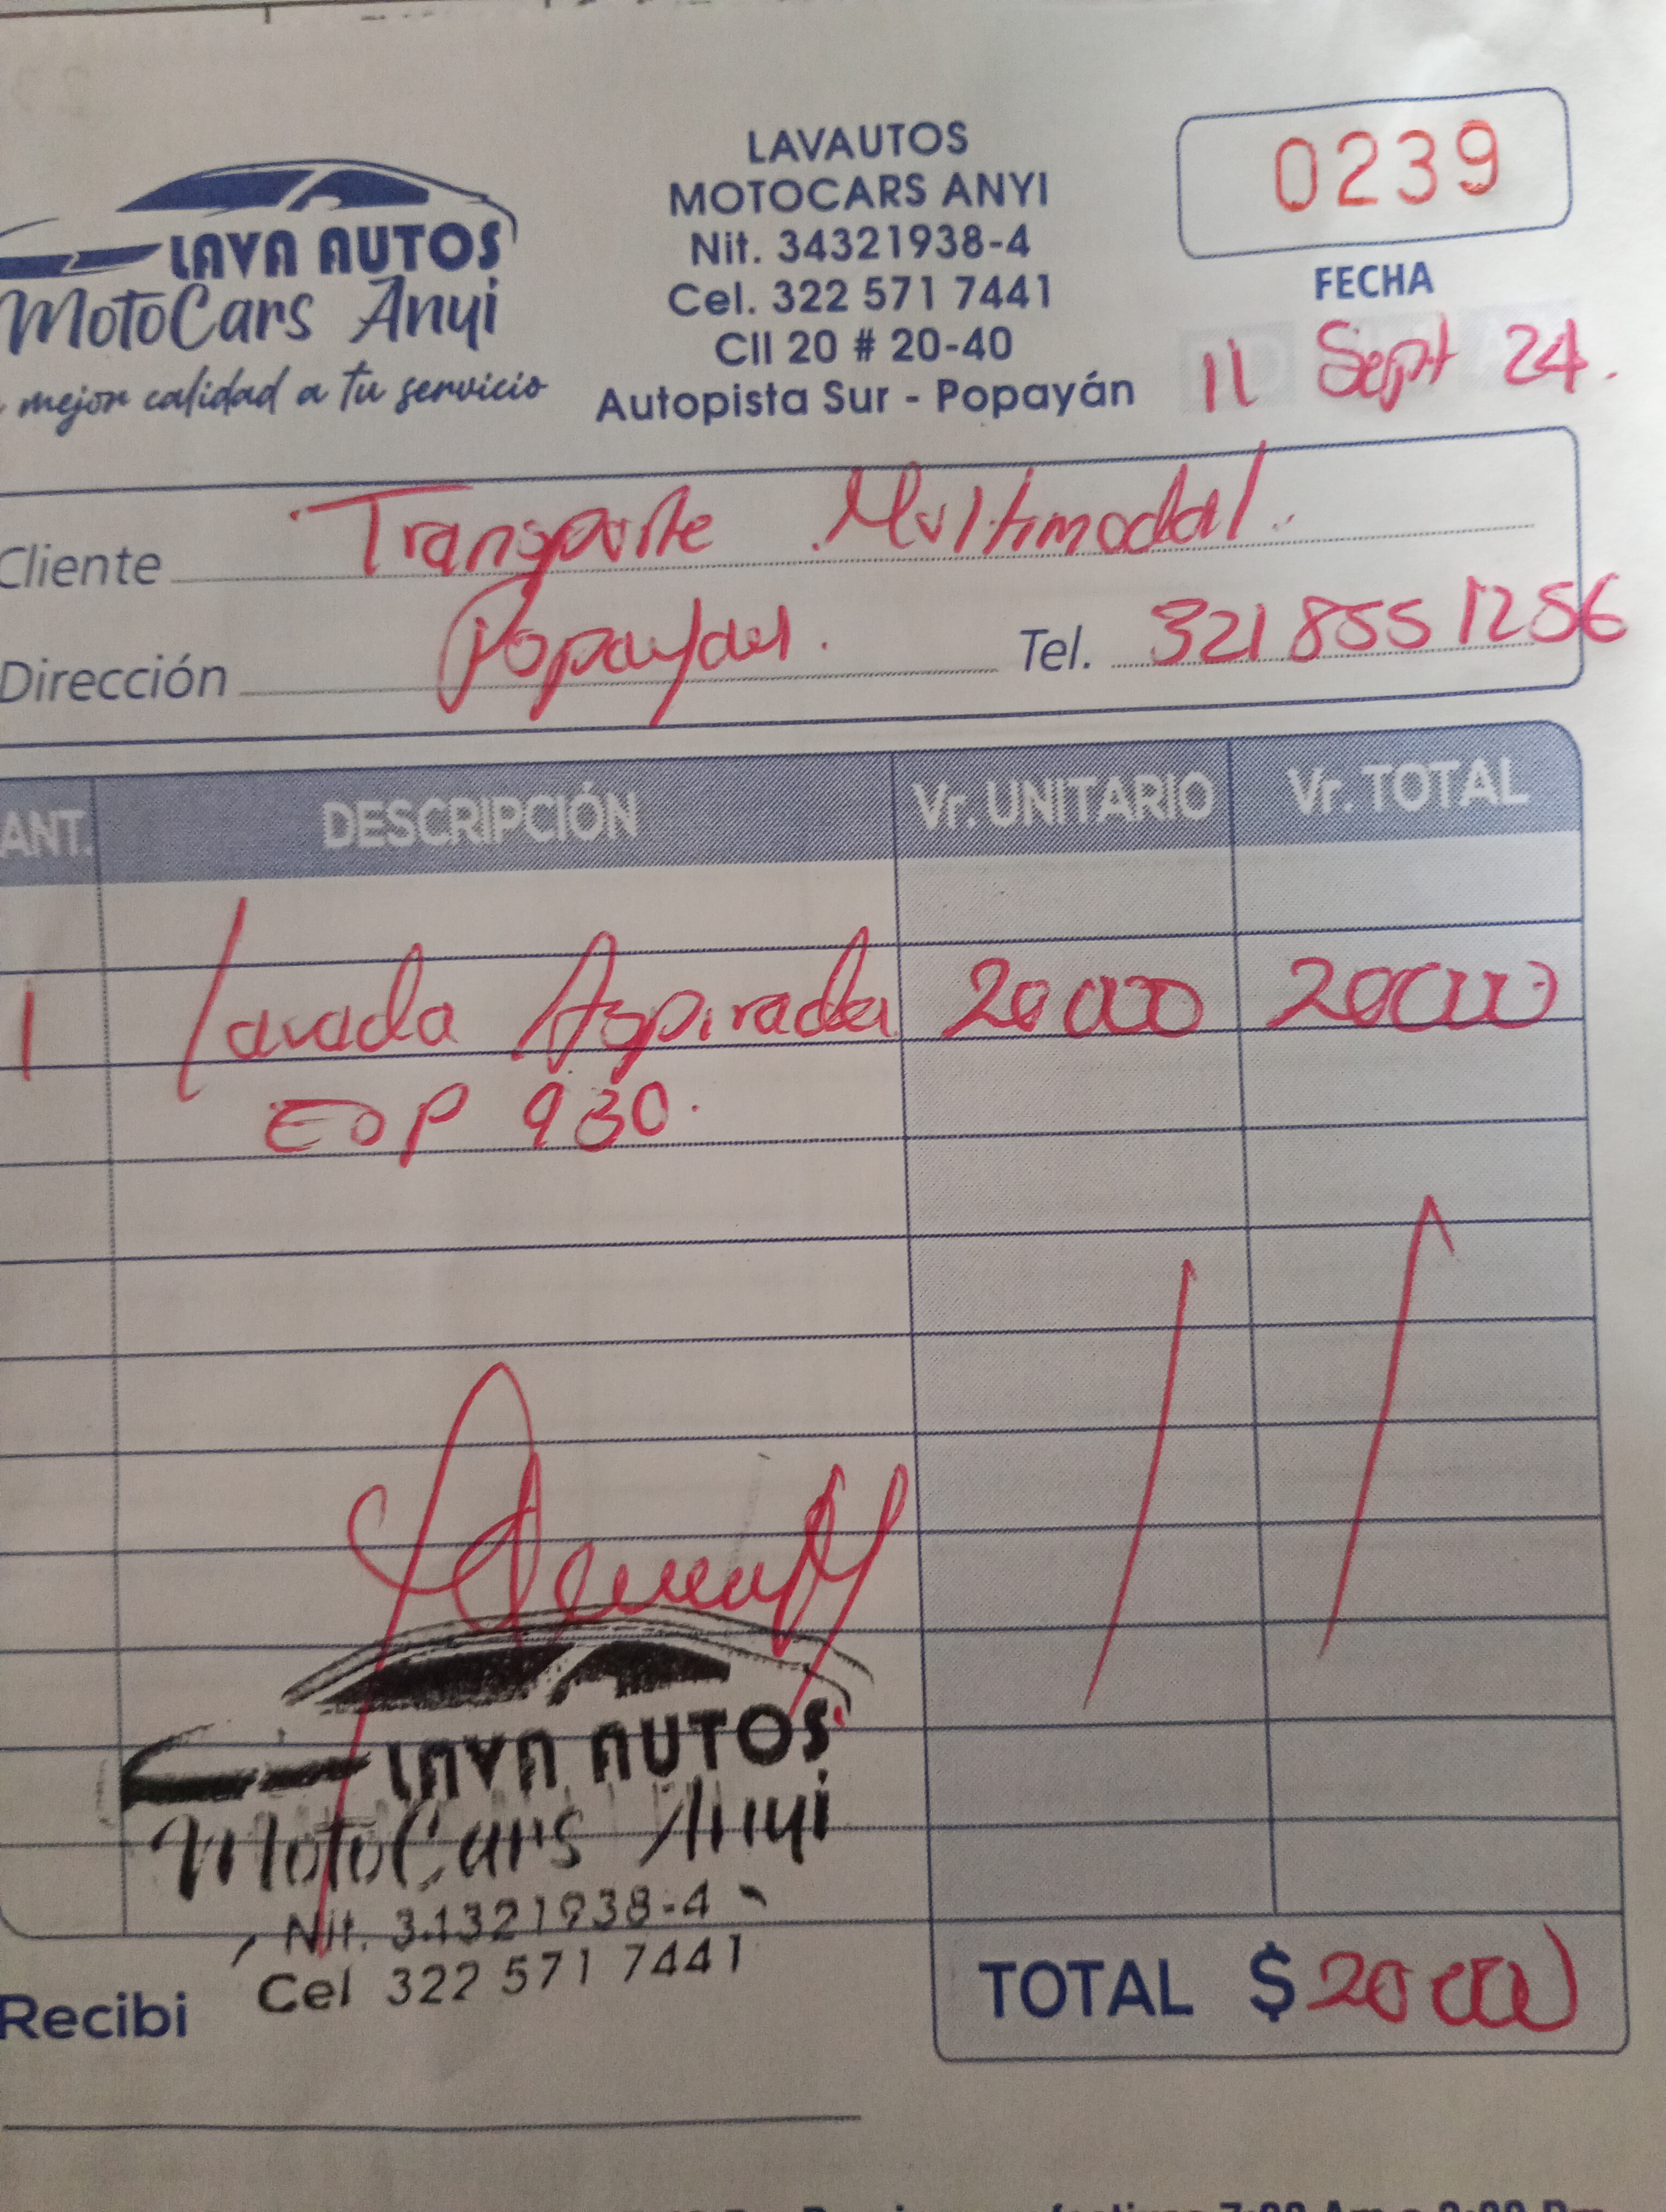 LAVA AUTOS
MotoCars Anyi
mejor calidad a tu servicio
LAVAUTOS
MOTOCARS ANYI
Nit. 34321938-4
Cel. 322 571 7441
Cll 20 # 20-40
Autopista Sur - Popayán
0239
FECHA
11 Sept 24.
Cliente Transporte Multimodal.
Dirección Popayan. Tel. 321 855 1256
ANT. DESCRIPCIÓN Vr. UNITARIO Vr. TOTAL
1 lavada Aspirada 20000 20000
EOP 930.
LAVA AUTOS
MotoCars Anyi
Nit. 34321938-4
Cel 322 571 7441
Recibi
TOTAL $ 20000